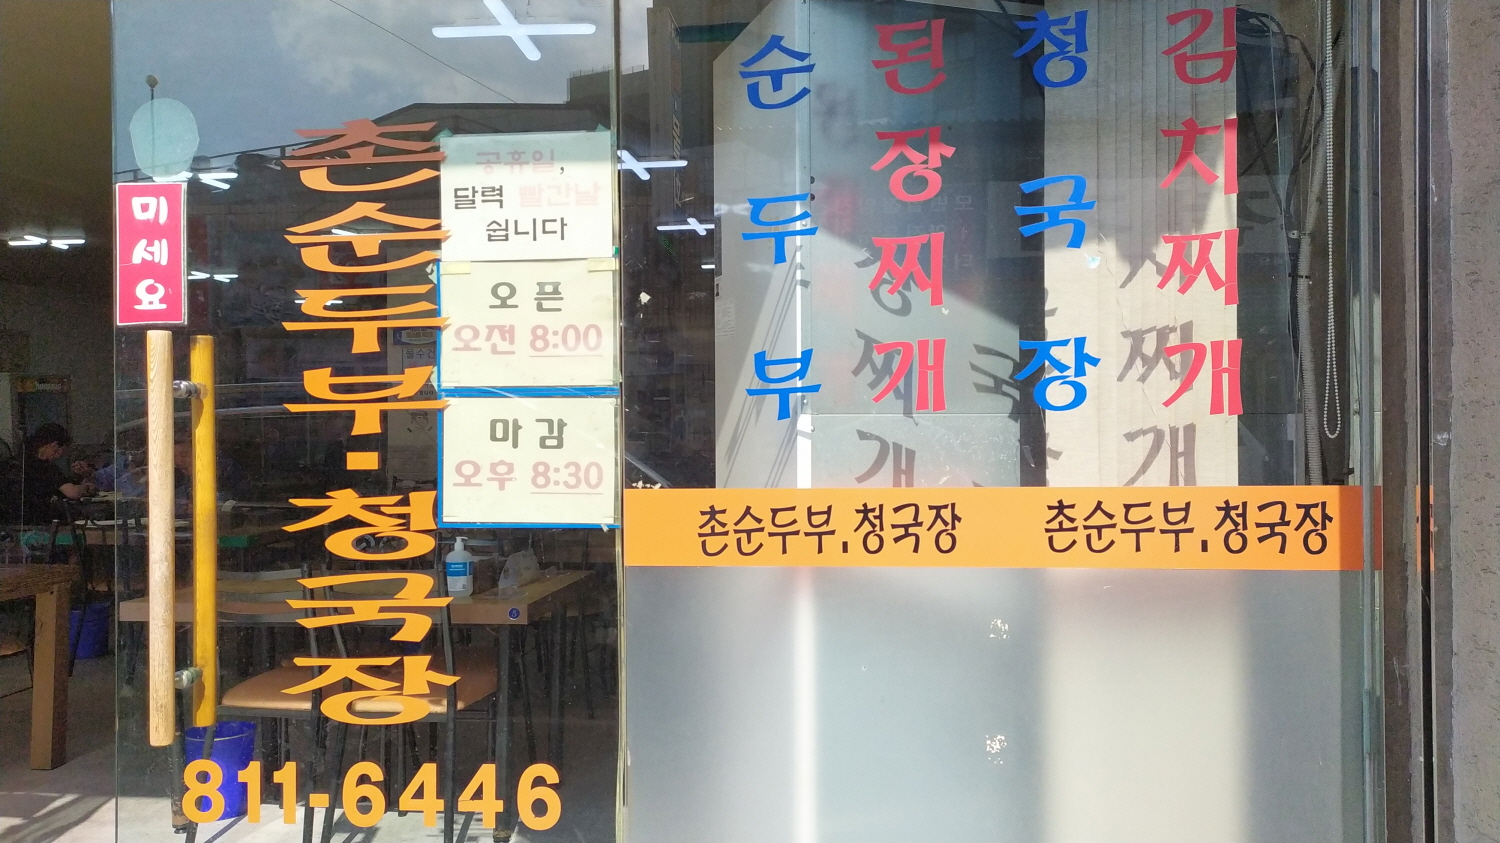 미세요
촌순두부.청국장
811-6446
공휴일,
달력 빨간날
쉽니다
오픈
오전 8:00
마감
오후 8:30
순두부
된장찌개
청국장
김치찌개
촌순두부.청국장
촌순두부.청국장